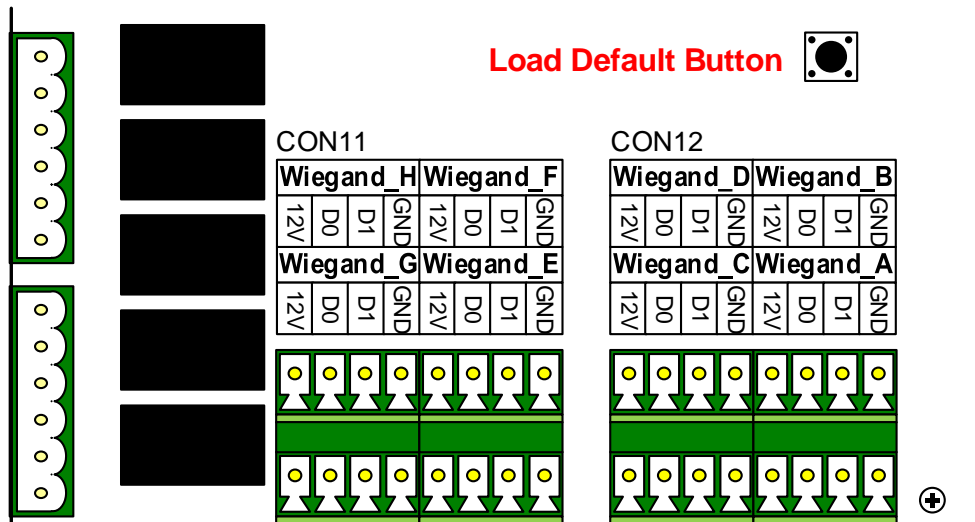 Load Default Button
CON11 CON12
Wiegand_H Wiegand_F Wiegand_D Wiegand_B
12V D0 D1 GND 12V D0 D1 GND 12V D0 D1 GND 12V D0 D1 GND
Wiegand_G Wiegand_E Wiegand_C Wiegand_A
12V D0 D1 GND 12V D0 D1 GND 12V D0 D1 GND 12V D0 D1 GND